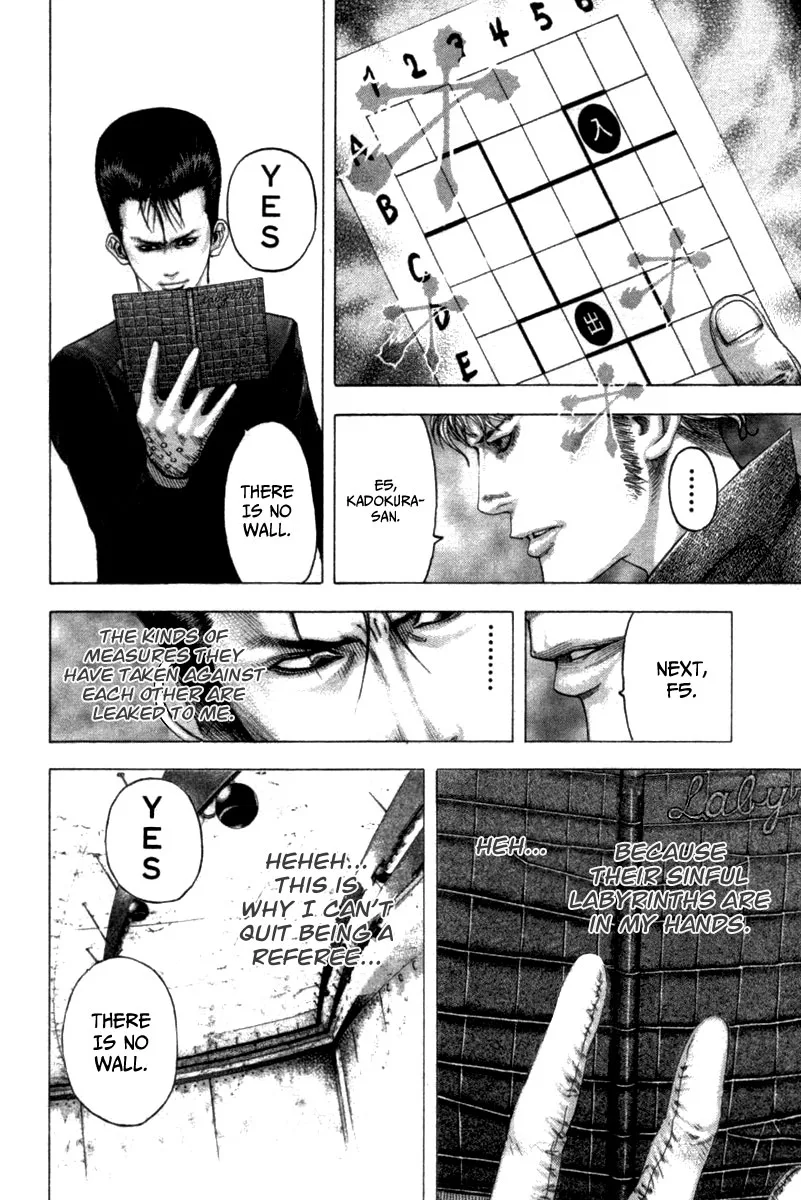 1 2 3 4 5 6
A
B
C
D
E
入
出
......
E5,
KADOKURA-
SAN.
YES
Laby
THERE
IS NO
WALL.
NEXT,
F5.
......
THE KINDS OF
MEASURES THEY
HAVE TAKEN AGAINST
EACH OTHER ARE
LEAKED TO ME.
Laby
HEH...
BECAUSE
THEIR SINFUL
LABYRINTHS ARE
IN MY HANDS.
YES
HEHEH...
THIS IS
WHY I CAN'T
QUIT BEING A
REFEREE...
THERE
IS NO
WALL.